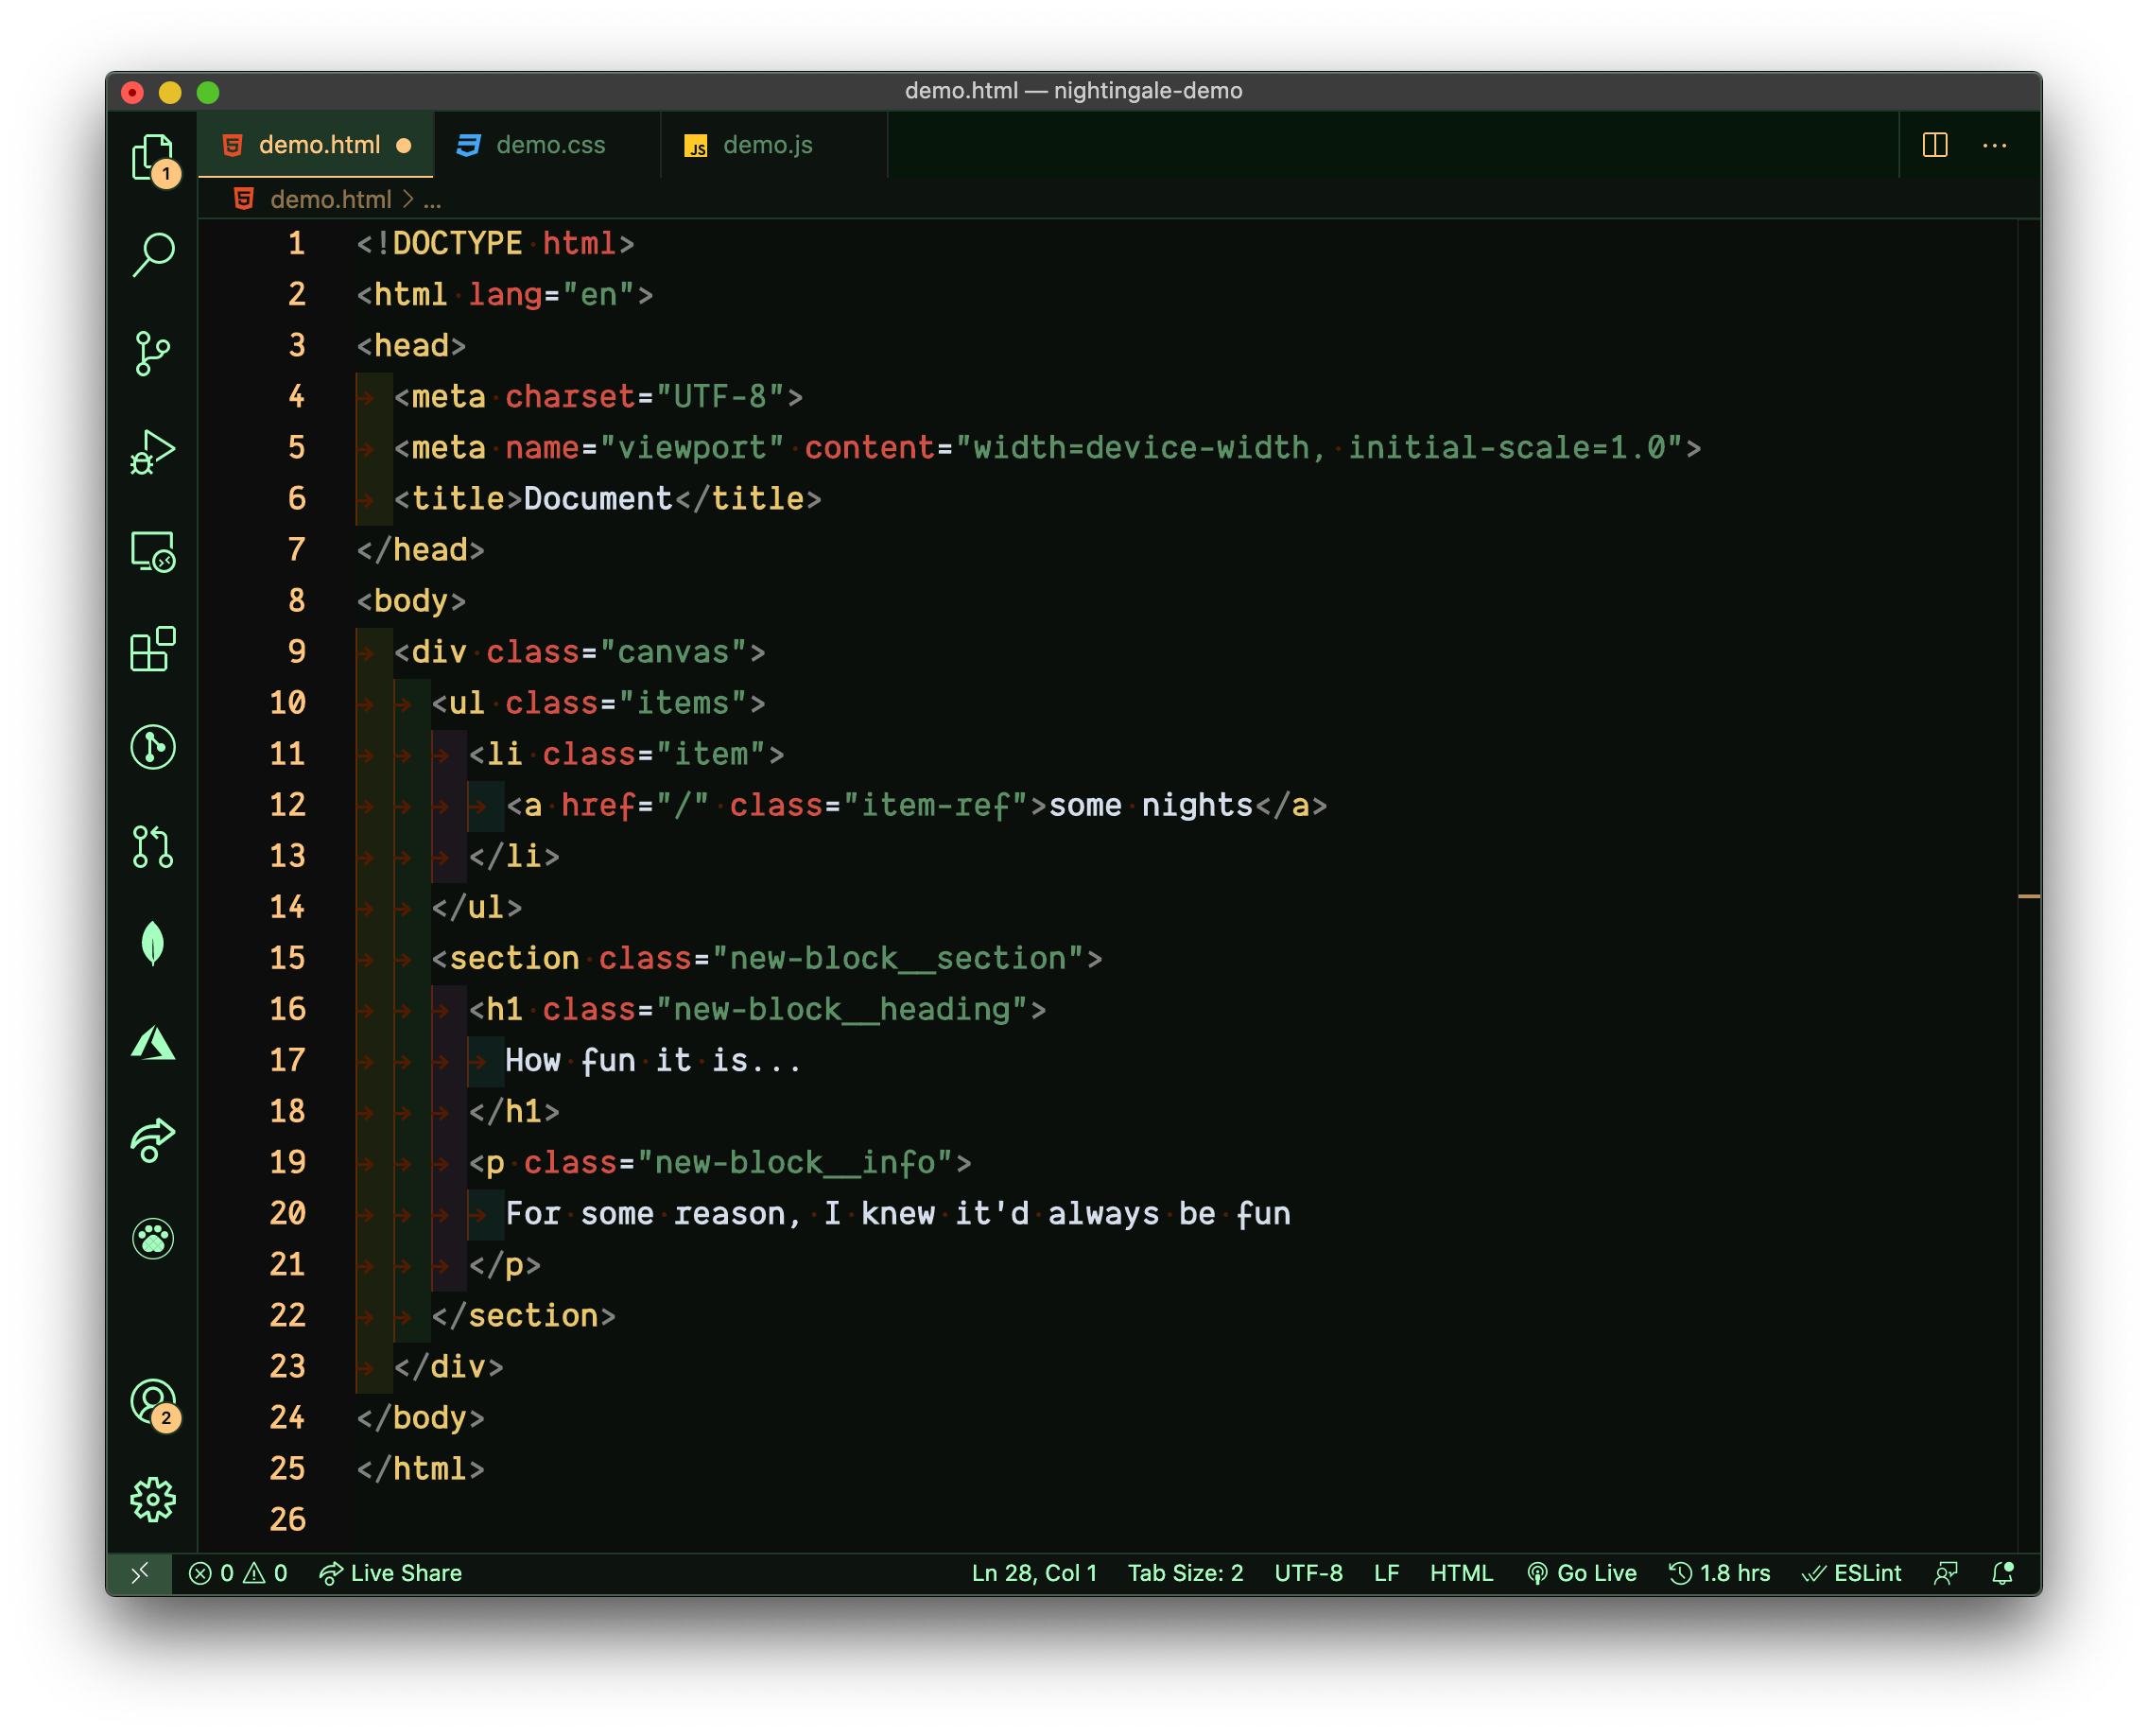 demo.html — nightingale-demo
demo.html demo.css JS demo.js ...
1
demo.html > ...
1 <!DOCTYPE html>
2 <html lang="en">
3 <head>
4 <meta charset="UTF-8">
5 <meta name="viewport" content="width=device-width, initial-scale=1.0">
6 <title>Document</title>
7 </head>
8 <body>
9 <div class="canvas">
10 <ul class="items">
11 <li class="item">
12 <a href="/" class="item-ref">some nights</a>
13 </li>
14 </ul>
15 <section class="new-block__section">
16 <h1 class="new-block__heading">
17 How fun it is...
18 </h1>
19 <p class="new-block__info">
20 For some reason, I knew it'd always be fun
21 </p>
22 </section>
23 </div>
24 </body>
2
25 </html>
26
0 0 Live Share Ln 28, Col 1 Tab Size: 2 UTF-8 LF HTML Go Live 1.8 hrs ESLint